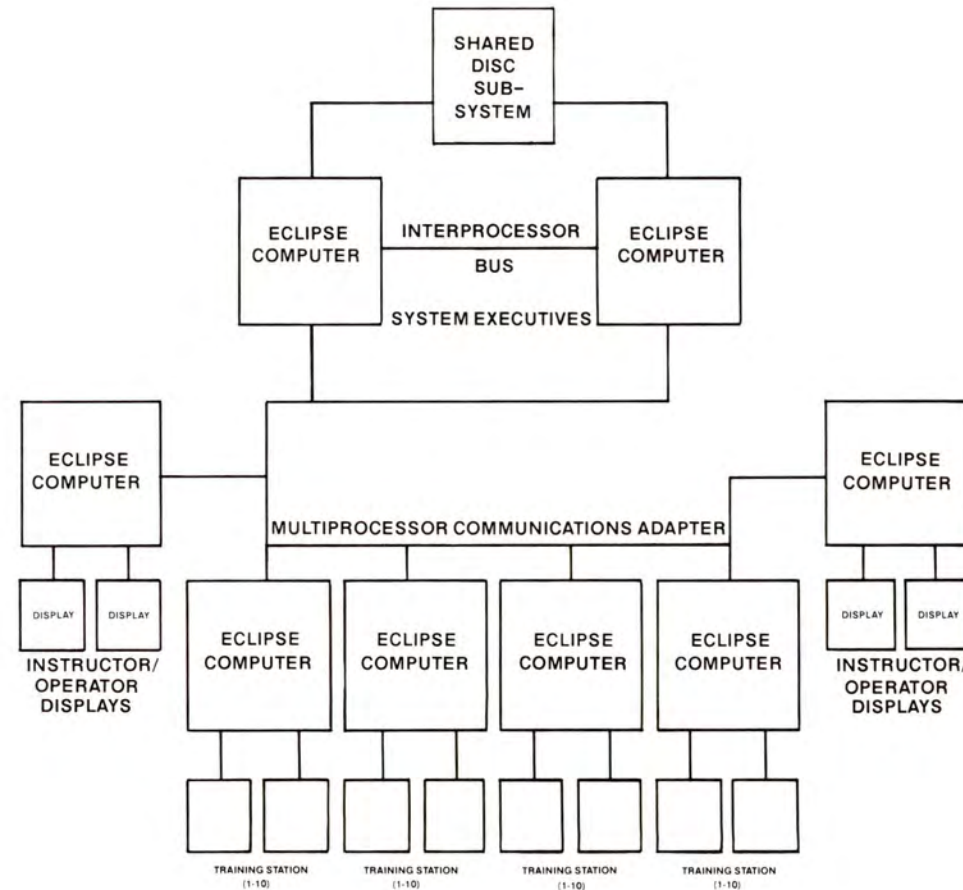 SHARED
DISC
SUB-
SYSTEM
ECLIPSE
COMPUTER
INTERPROCESSOR
BUS
ECLIPSE
COMPUTER
SYSTEM EXECUTIVES
ECLIPSE
COMPUTER
ECLIPSE
COMPUTER
MULTIPROCESSOR COMMUNICATIONS ADAPTER
DISPLAY
DISPLAY
INSTRUCTOR/
OPERATOR
DISPLAYS
ECLIPSE
COMPUTER
ECLIPSE
COMPUTER
ECLIPSE
COMPUTER
ECLIPSE
COMPUTER
DISPLAY
DISPLAY
INSTRUCTOR/
OPERATOR
DISPLAYS
TRAINING STATION
(1-10)
TRAINING STATION
(1-10)
TRAINING STATION
(1-10)
TRAINING STATION
(1-10)